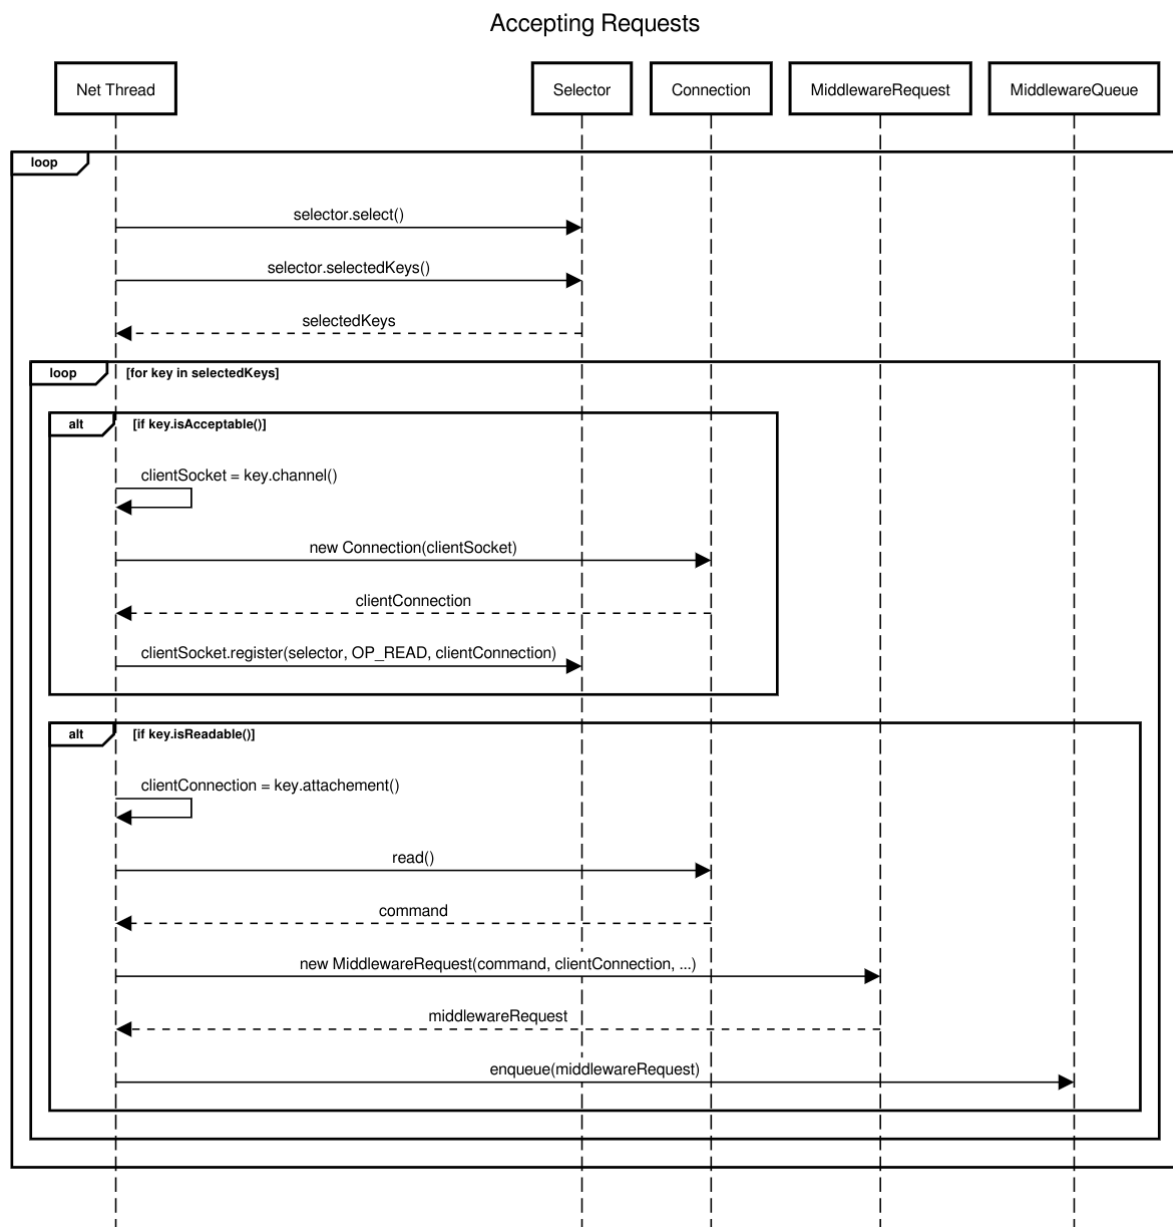 Accepting Requests
Net Thread
Selector
Connection
MiddlewareRequest
MiddlewareQueue
loop
selector.select()
selector.selectedKeys()
selectedKeys
loop [for key in selectedKeys]
alt [if key.isAcceptable()]
clientSocket = key.channel()
new Connection(clientSocket)
clientConnection
clientSocket.register(selector, OP_READ, clientConnection)
alt [if key.isReadable()]
clientConnection = key.attachement()
read()
command
new MiddlewareRequest(command, clientConnection, ...)
middlewareRequest
enqueue(middlewareRequest)